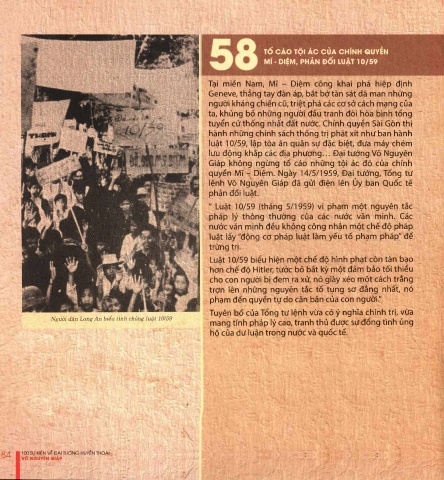 58
TỐ CÁO TỘI ÁC CỦA CHÍNH QUYỀN
MĨ - DIỆM, PHẢN ĐỐI LUẬT 10/59
Tại miền Nam, Mĩ – Diệm công khai phá hiệp định
Geneve, thẳng tay đàn áp, bắt bớ tàn sát dã man những
người kháng chiến cũ, triệt phá các cơ sở cách mạng của
ta, khủng bố những người đấu tranh đòi hòa bình tổng
tuyển cử thống nhất đất nước. Chính quyền Sài Gòn thi
hành những chính sách thống trị phát xít như ban hành
luật 10/59, lập tòa án quân sự đặc biệt, đưa máy chém
lưu động khắp các địa phương… Đại tướng Võ Nguyên
Giáp không ngừng tố cáo những tội ác đó của chính
quyền Mĩ – Diệm. Ngày 14/5/1959, Đại tướng, Tổng tư
lệnh Võ Nguyên Giáp đã gửi điện lên Ủy ban Quốc tế
phản đối luật.
" Luật 10/59 (tháng 5/1959) vi phạm một nguyên tắc
pháp lý thông thường của các nước văn minh. Các
nước văn minh đều không công nhận một chế độ pháp
luật lấy "động cơ pháp luật làm yếu tố phạm pháp" để
trừng trị.
Luật 10/59 biểu hiện một chế độ hình phạt còn tàn bạo
hơn chế độ Hitler, tước bỏ bất kỳ một đảm bảo tối thiểu
cho con người bị đem ra xử, nó giày xéo một cách trắng
trợn lên những nguyên tắc tố tụng sơ đẳng nhất, nó
phạm đến quyền tự do căn bản của con người."
Tuyên bố của Tổng tư lệnh vừa có ý nghĩa chính trị, vừa
mang tính pháp lý cao, tranh thủ được sự đồng tình ủng
hộ của dư luận trong nước và quốc tế.
Người dân Long An biểu tình chống luật 10/59
84
100 SỰ KIỆN VỀ ĐẠI TƯỚNG HUYỀN THOẠI
VÕ NGUYÊN GIÁP